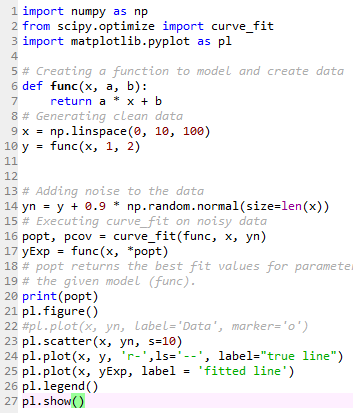 1 import numpy as np
2 from scipy.optimize import curve_fit
3 import matplotlib.pyplot as pl
4
5 # Creating a function to model and create data
6 def func(x, a, b):
7     return a * x + b
8 # Generating clean data
9 x = np.linspace(0, 10, 100)
10 y = func(x, 1, 2)
11
12
13 # Adding noise to the data
14 yn = y + 0.9 * np.random.normal(size=len(x))
15 # Executing curve_fit on noisy data
16 popt, pcov = curve_fit(func, x, yn)
17 yExp = func(x, *popt)
18 # popt returns the best fit values for parameter
19 # the given model (func).
20 print(popt)
21 pl.figure()
22 #pl.plot(x, yn, label='Data', marker='o')
23 pl.scatter(x, yn, s=10)
24 pl.plot(x, y, 'r-',ls='--', label="true line")
25 pl.plot(x, yExp, label = 'fitted line')
26 pl.legend()
27 pl.show()